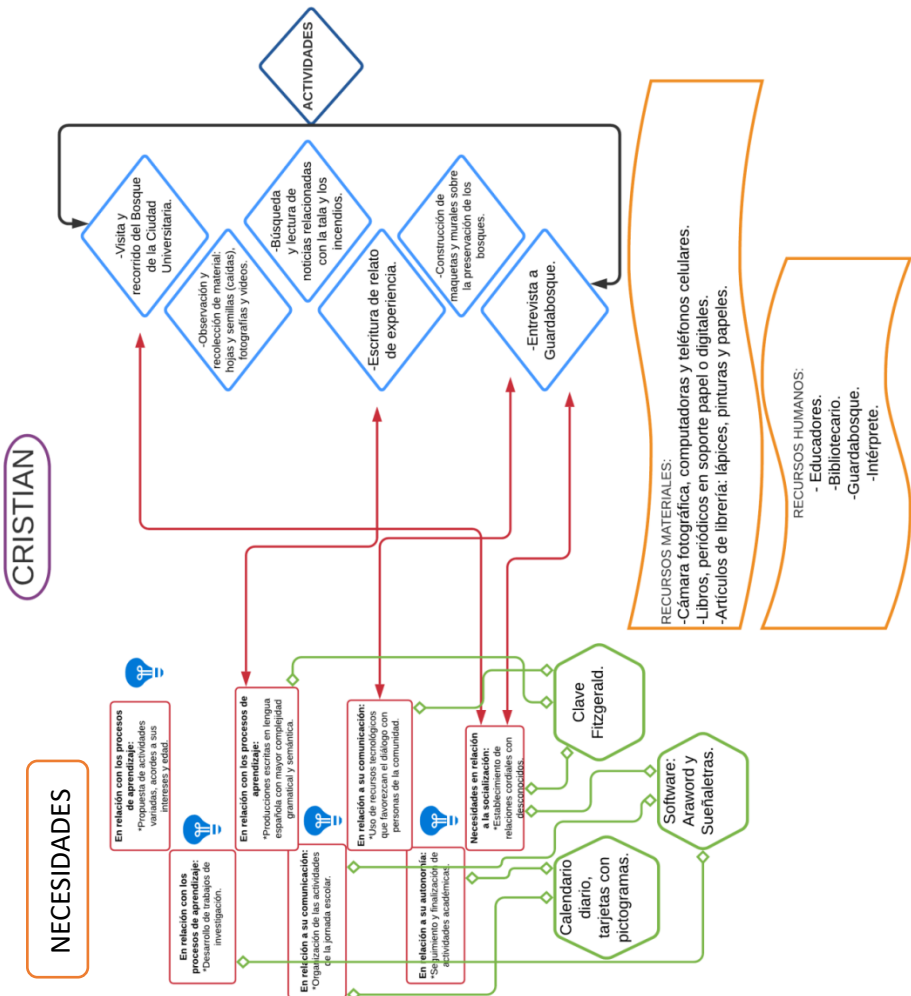 CRISTIAN
NECESIDADES
En relación con los procesos
de aprendizaje:
*Propuesta de actividades
variadas, acordes a sus
intereses y edad.
En relación con los
procesos de aprendizaje:
*Desarrollo de trabajos de
investigación.
En relación con los procesos de
aprendizaje:
*Producciones escritas en lengua
española con mayor complejidad
gramatical y semántica.
En relación a su comunicación:
*Organización de las actividades
de la jornada escolar.
En relación a su comunicación:
*Uso de recursos tecnológicos
que favorezcan el diálogo con
personas de la comunidad.
En relación a su autonomía:
*Seguimiento y finalización de
actividades académicas.
Necesidades en relación
a la socialización:
*Establecimiento de
relaciones cordiales con
desconocidos.
Calendario
diario,
tarjetas con
pictogramas.
Software:
Araword y
Sueñaletras.
Clave
Fitzgerald.
ACTIVIDADES
-Visita y
recorrido del Bosque
de la Ciudad
Universitaria.
-Observación y
recolección de material:
hojas y semillas (caídas),
fotografías y videos.
-Búsqueda
y lectura de
noticias relacionadas
con la tala y los
incendios.
-Escritura de relato
de experiencia.
-Construcción de
maquetas y murales sobre
la preservación de los
bosques.
-Entrevista a
Guardabosque.
RECURSOS MATERIALES:
-Cámara fotográfica, computadoras y teléfonos celulares.
-Libros, periódicos en soporte papel o digitales.
-Artículos de librería: lápices, pinturas y papeles.
RECURSOS HUMANOS:
- Educadores.
-Bibliotecario.
-Guardabosque.
-Intérprete.